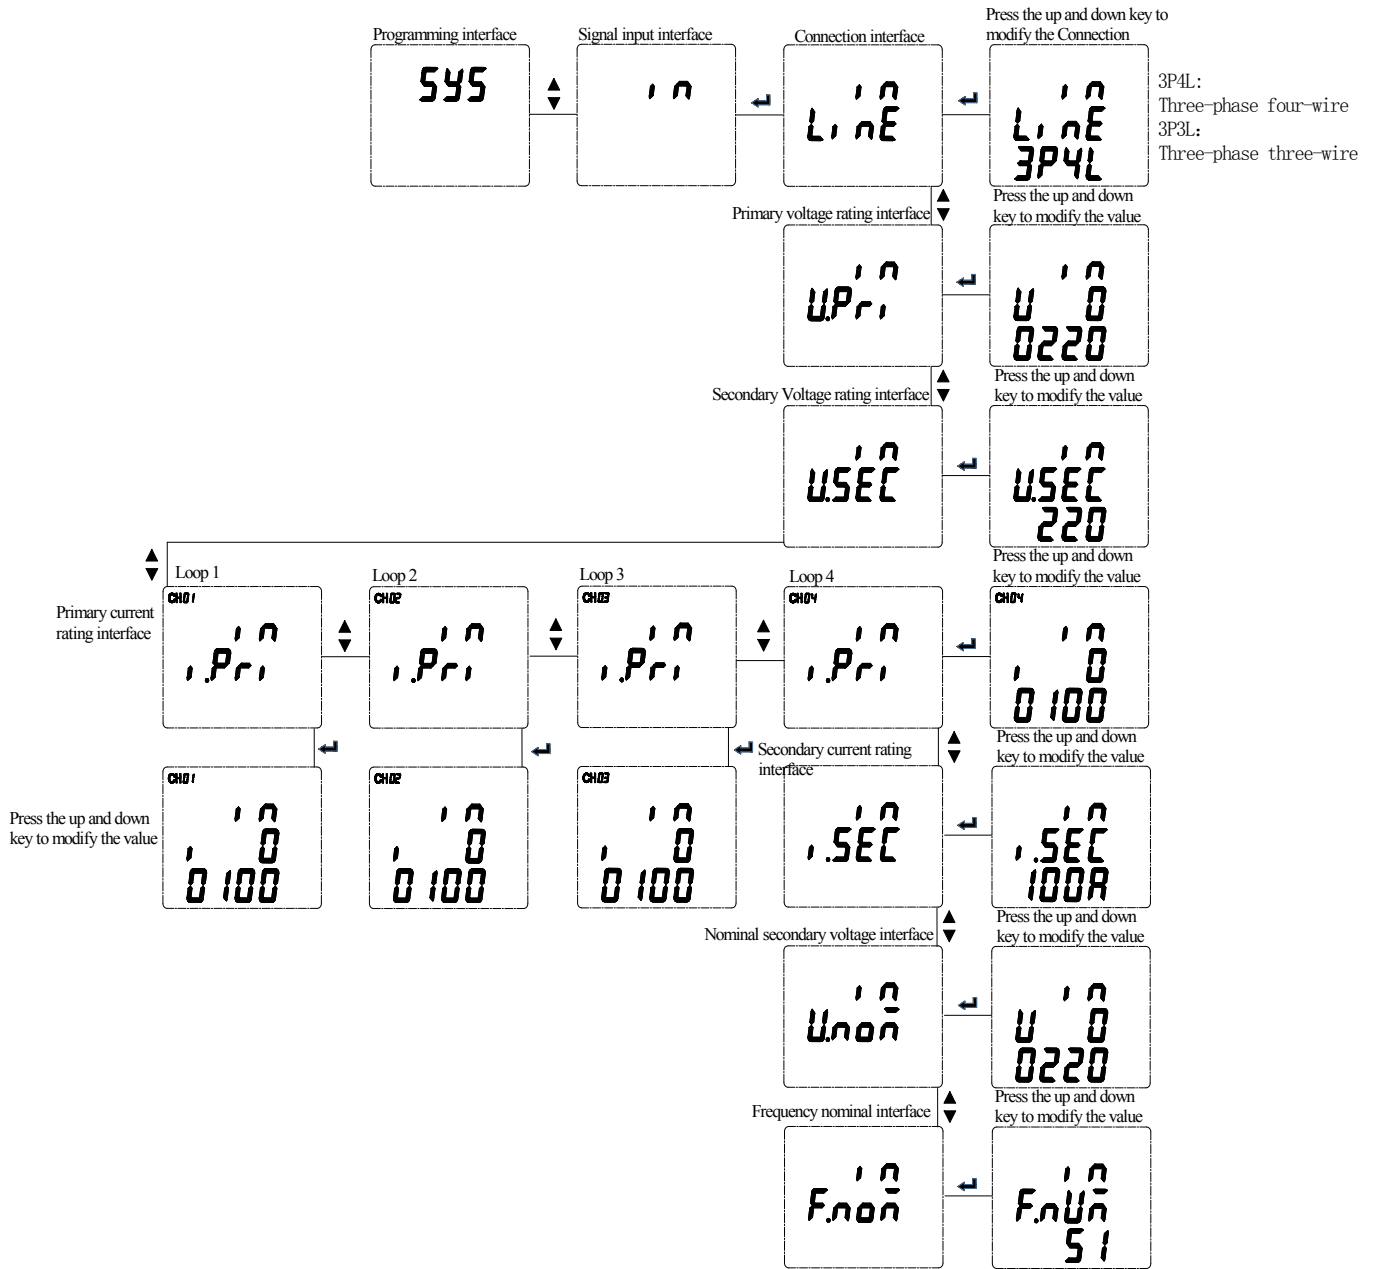 Programming interface
Signal input interface
Connection interface
Press the up and down key to
modify the Connection
SYS
in
in
LinE
in
LinE
3P4L
3P4L:
Three-phase four-wire
3P3L:
Three-phase three-wire
Primary voltage rating interface
Press the up and down
key to modify the value
in
U.Pri
in
U 0
0220
Secondary Voltage rating interface
Press the up and down
key to modify the value
in
U.SEC
in
U.SEC
220
Primary current
rating interface
Loop 1
Loop 2
Loop 3
Loop 4
Press the up and down
key to modify the value
CH01
in
i.Pri
CH02
in
i.Pri
CH03
in
i.Pri
CH04
in
i.Pri
CH04
in
i 0
0100
Press the up and down
key to modify the value
CH01
in
i 0
0100
CH02
in
i 0
0100
CH03
in
i 0
0100
Secondary current rating
interface
Press the up and down
key to modify the value
in
i.SEC
in
i.SEC
100A
Nominal secondary voltage interface
Press the up and down
key to modify the value
in
U.non̄
in
U 0
0220
Frequency nominal interface
Press the up and down
key to modify the value
in
F.non̄
in
F.nUn̄
51